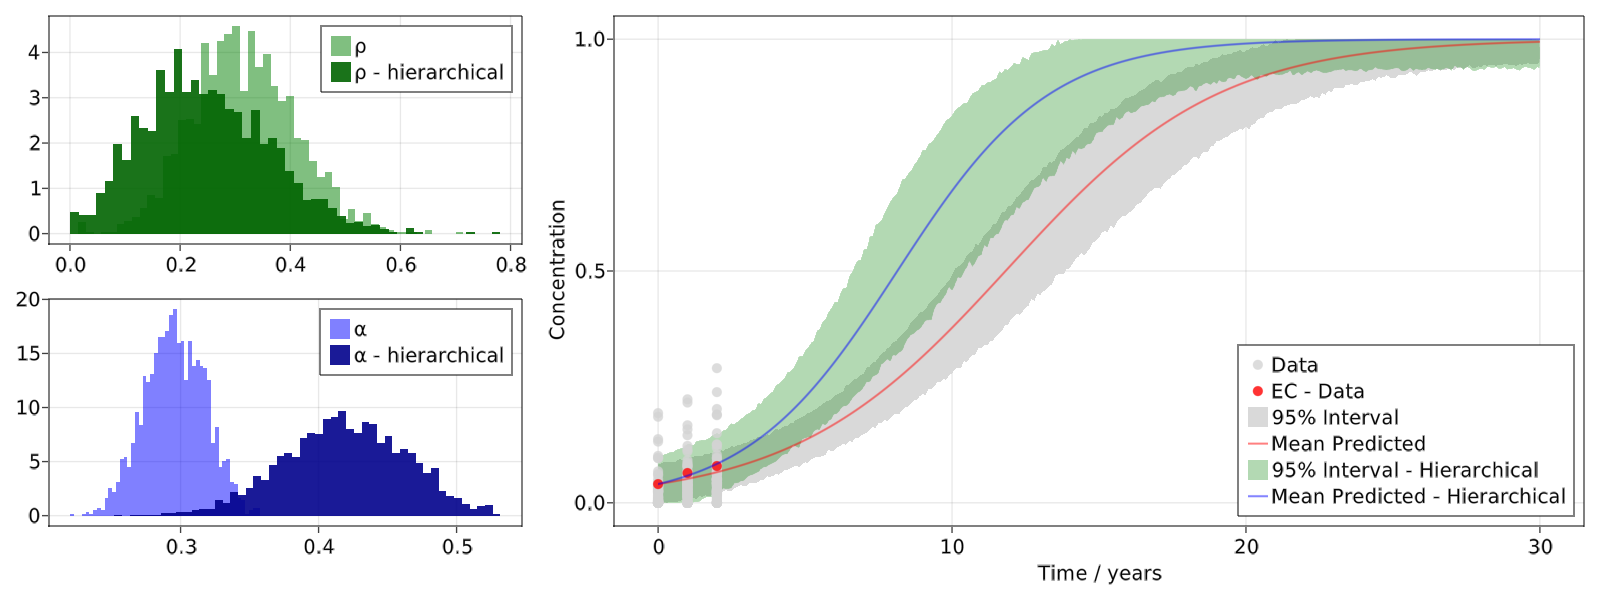 4
3
2
1
0
ρ
ρ - hierarchical
0.0 0.2 0.4 0.6 0.8
20
15
10
5
0
α
α - hierarchical
0.3 0.4 0.5
Concentration
1.0
0.5
0.0
Data
EC - Data
95% Interval
Mean Predicted
95% Interval - Hierarchical
Mean Predicted - Hierarchical
0 10 20 30
Time / years